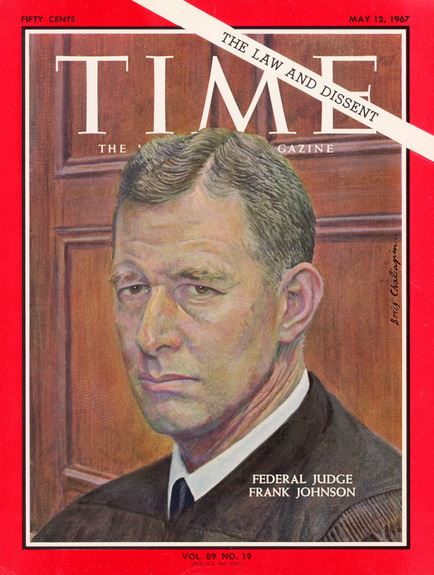 FIFTY CENTS
MAY 12, 1967
THE LAW AND DISSENT
TIME
THE W GAZINE
Boris Chaliapin
FEDERAL JUDGE
FRANK JOHNSON
VOL. 89 NO. 19